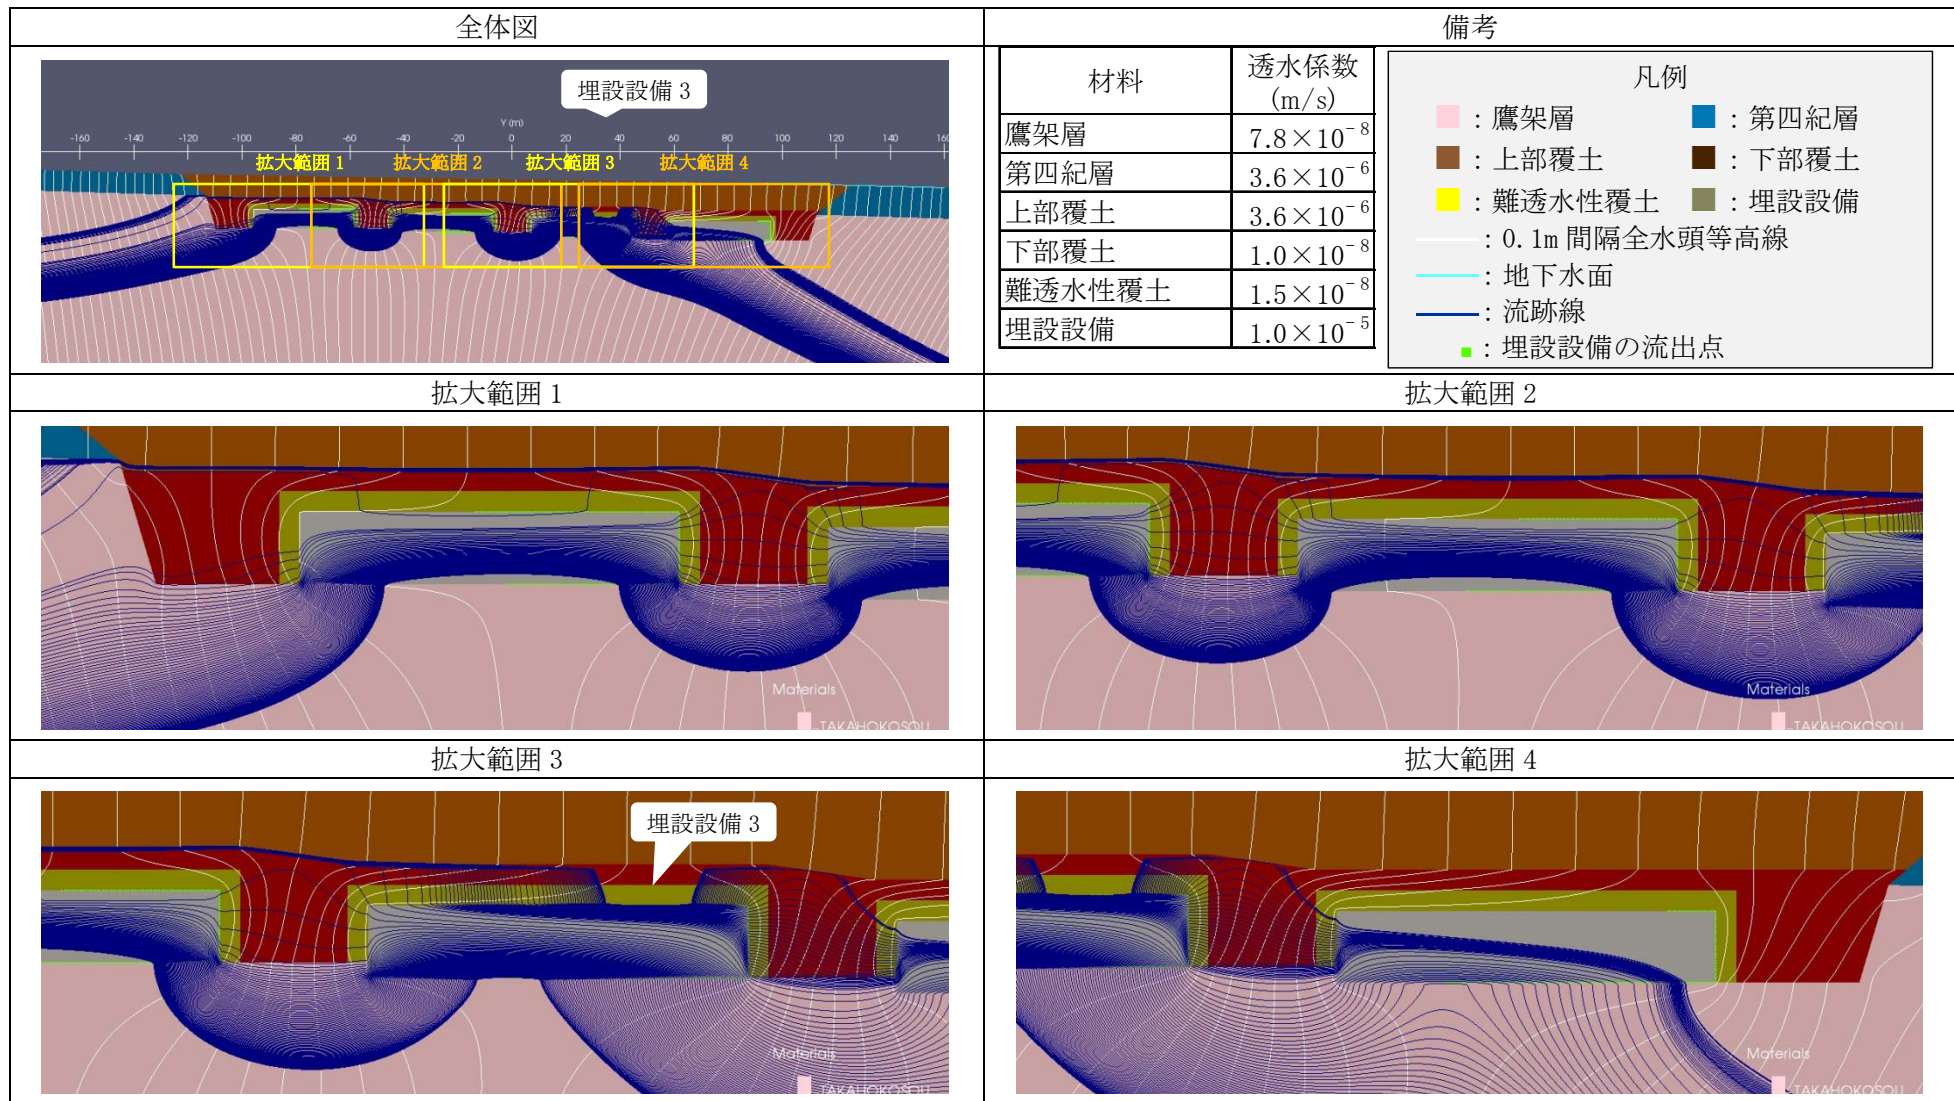 全体図
備考
埋設設備 3
Y (m)
-160 -140 -120 -100 -80 -60 -40 -20 0 20 40 60 80 100 120 140 160
拡大範囲 1 拡大範囲 2 拡大範囲 3 拡大範囲 4
材料 透水係数 (m/s)
鷹架層 7.8×10⁻⁸
第四紀層 3.6×10⁻⁶
上部覆土 3.6×10⁻⁶
下部覆土 1.0×10⁻⁸
難透水性覆土 1.5×10⁻⁸
埋設設備 1.0×10⁻⁵
凡例
:鷹架層 :第四紀層
:上部覆土 :下部覆土
:難透水性覆土 :埋設設備
:0.1m 間隔全水頭等高線
:地下水面
:流跡線
:埋設設備の流出点
拡大範囲 1
拡大範囲 2
Materials
TAKAHOKOSOU
Materials
TAKAHOKOSOU
拡大範囲 3
拡大範囲 4
埋設設備 3
Materials
TAKAHOKOSOU
Materials
TAKAHOKOSOU